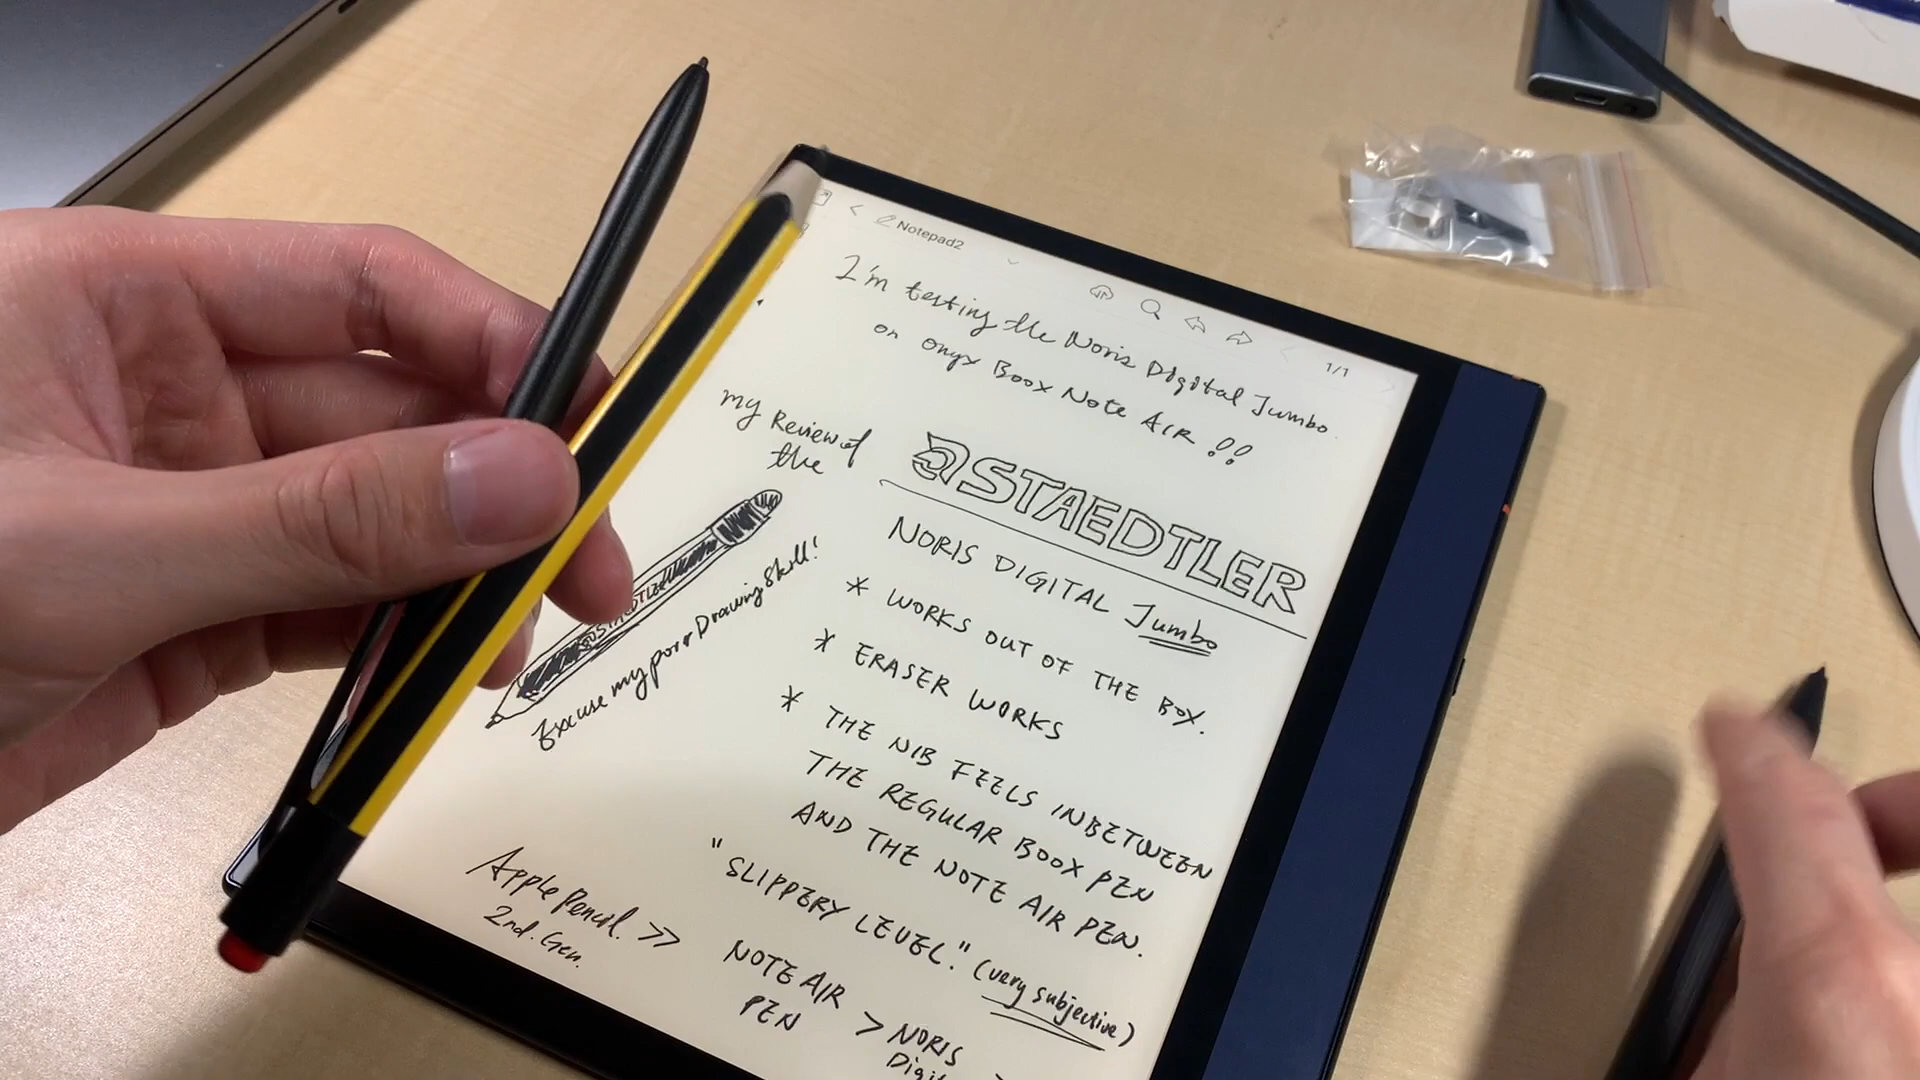 Notepad2
1/1
I'm testing the Noris Digital Jumbo
on Onyx Boox Note AIR !!
my Review of
the
STAEDTLER
NORIS DIGITAL Jumbo
* WORKS OUT OF THE BOX.
* ERASER WORKS
* THE NIB FEELS INBETWEEN
THE REGULAR BOOX PEN
AND THE NOTE AIR PEN.
"SLIPPERY LEVEL." (very subjective)
STAEDTLER
Excuse my poor Drawing Skill!
Apple Pencil >>
2nd. Gen.
NOTE AIR
PEN
> NORIS